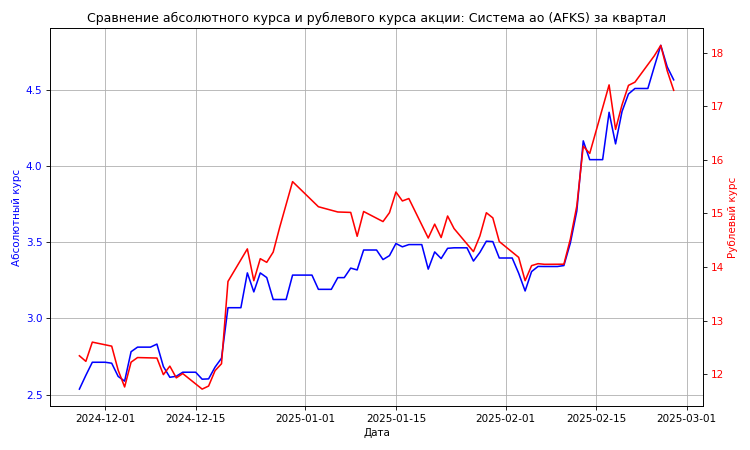 Сравнение абсолютного курса и рублевого курса акции: Система ао (AFKS) за квартал
4.5
4.0
3.5
3.0
2.5
Абсолютный курс
18
17
16
15
14
13
12
Рублевый курс
2024-12-01 2024-12-15 2025-01-01 2025-01-15 2025-02-01 2025-02-15 2025-03-01
Дата